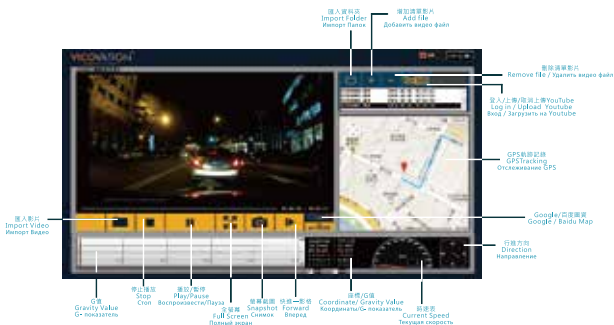 匯入資料夾
Import Folder
Импорт Папок
增加檔案影片
Add file
Добавить видео файл
刪除清單影片
Remove file / Удалить видео файл
登入/上傳/取消上傳YouTube
Log in / Upload Youtube
Вход / Загрузить на Youtube
VICOVATION
GPS軌跡記錄
GPSTracking
Отслеживание GPS
Google/百度圖資
Google / Baidu Map
行進方向
Direction
Направление
匯入影片
Import Video
Импорт Видео
G值
Gravity Value
G- показатель
停止播放
Stop
Стоп
播放/暫停
Play/Pause
Воспроизвести/Пауза
全螢幕
Full Screen
Полный экран
螢幕截圖
Snapshot
Снимок
快進一影格
Forward
Вперед
座標/G值
Coordinate/ Gravity Value
Координаты/G- показатель
時速表
Current Speed
Текущая скорость